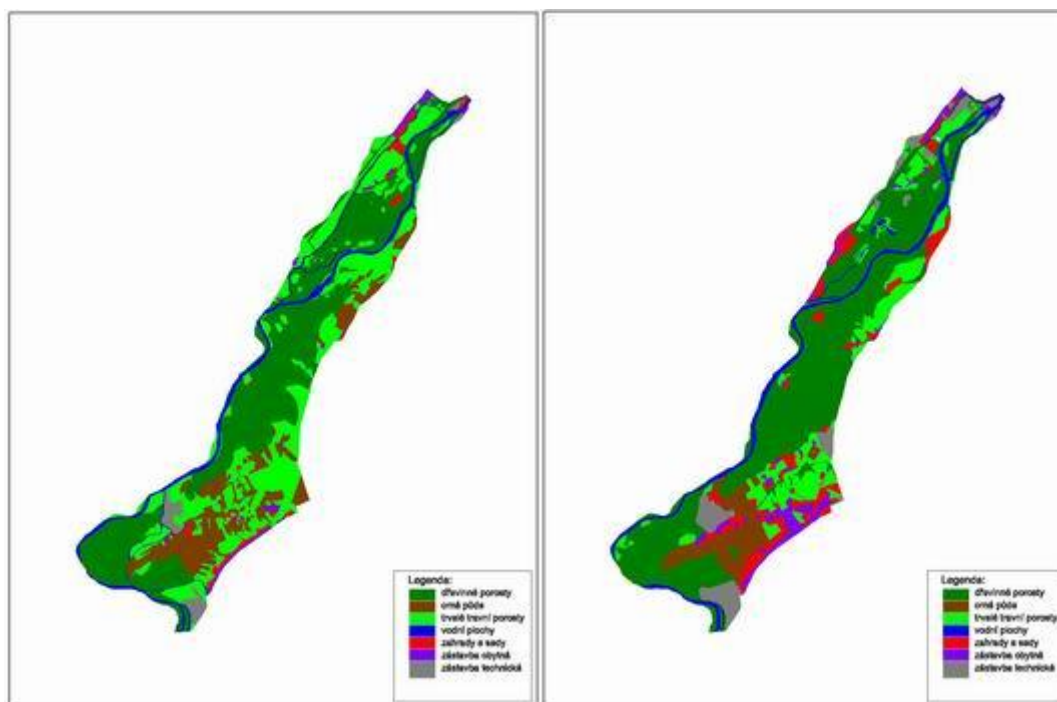 Legenda:
dřevinné porosty
orná půda
trvalé travní porosty
vodní plochy
zahrady a sady
zástavba obytná
zástavba technická
Legenda:
dřevinné porosty
orná půda
trvalé travní porosty
vodní plochy
zahrady a sady
zástavba obytná
zástavba technická